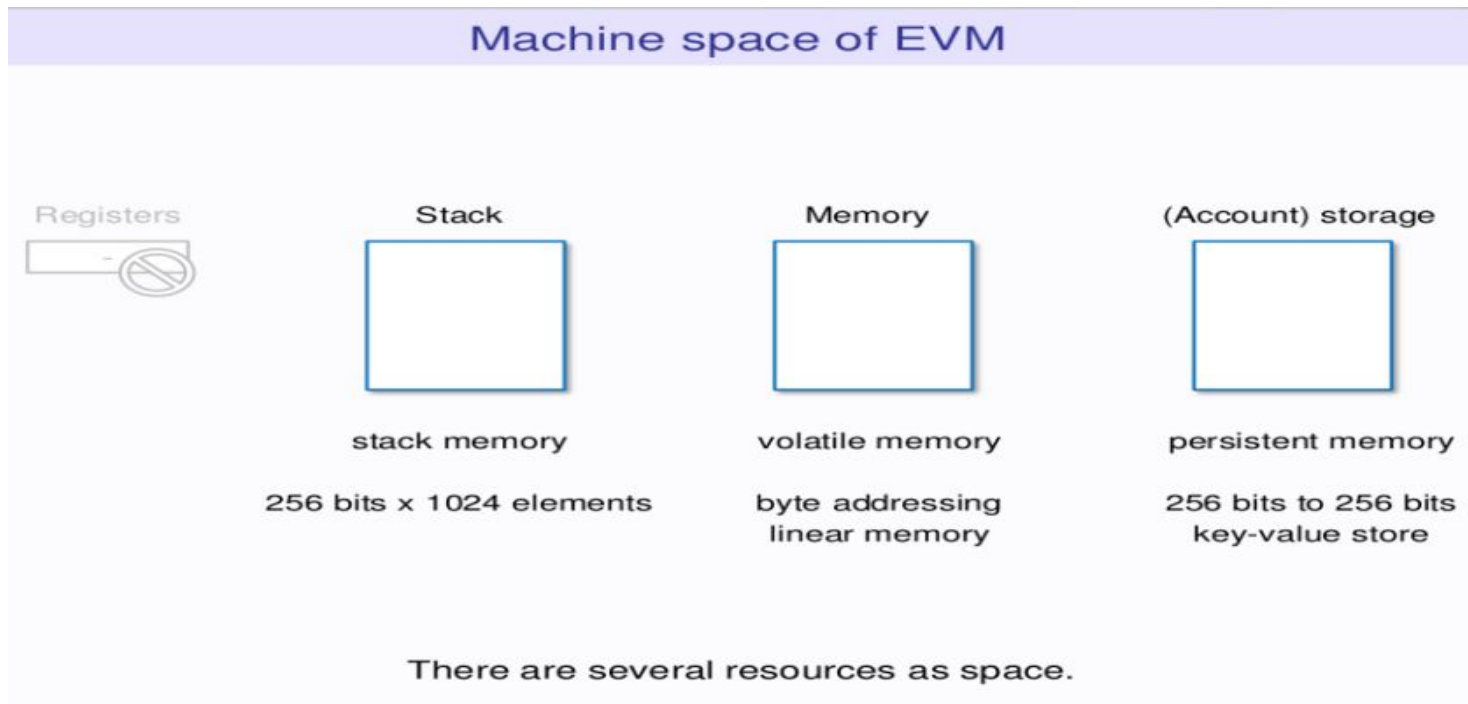 Machine space of EVM
Registers
-
Stack
Memory
(Account) storage
stack memory
volatile memory
persistent memory
256 bits x 1024 elements
byte addressing
linear memory
256 bits to 256 bits
key-value store
There are several resources as space.